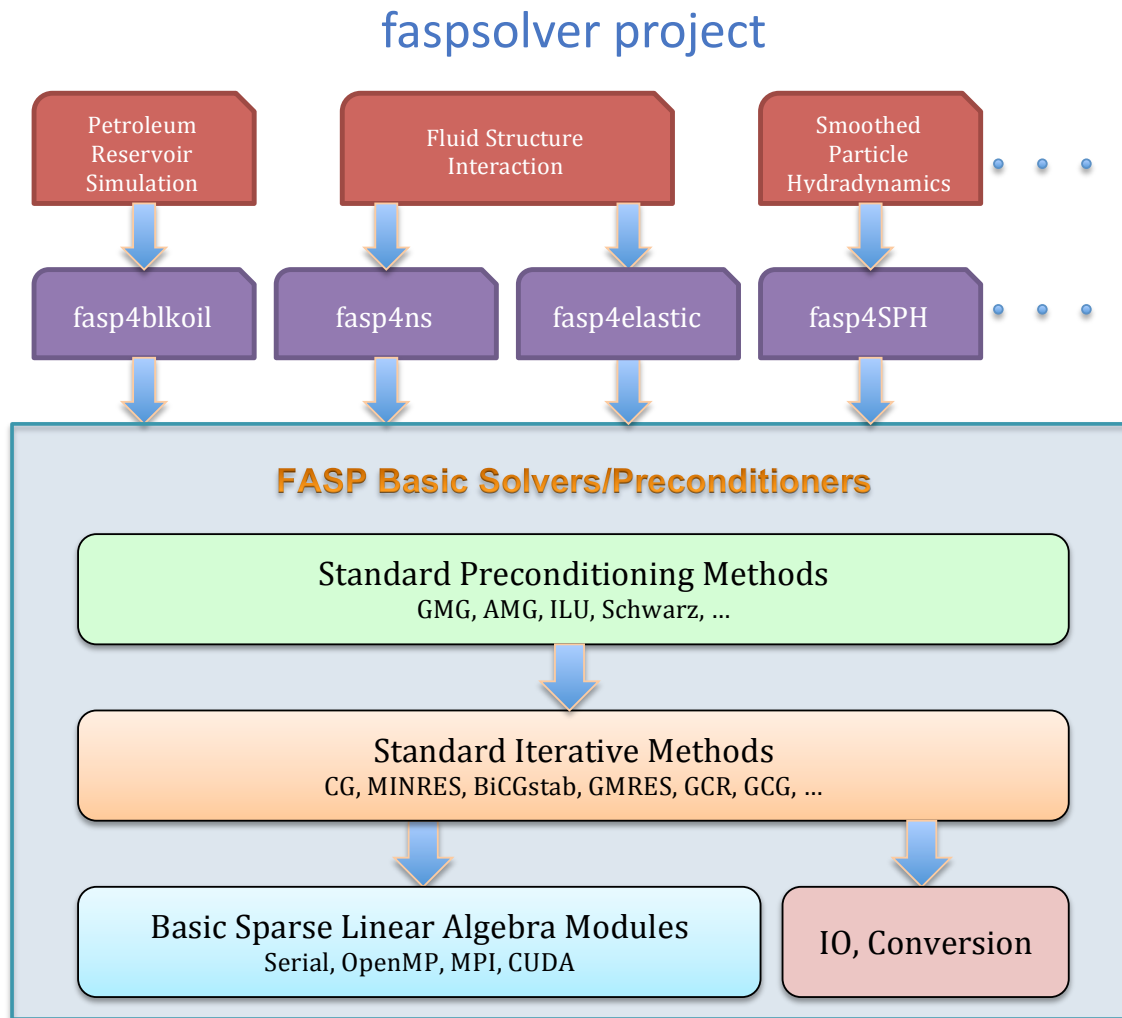 faspsolver project
Petroleum
Reservoir
Simulation
Fluid Structure
Interaction
Smoothed
Particle
Hydradynamics
fasp4blkoil
fasp4ns
fasp4elastic
fasp4SPH
FASP Basic Solvers/Preconditioners
Standard Preconditioning Methods
GMG, AMG, ILU, Schwarz, …
Standard Iterative Methods
CG, MINRES, BiCGstab, GMRES, GCR, GCG, …
Basic Sparse Linear Algebra Modules
Serial, OpenMP, MPI, CUDA
IO, Conversion